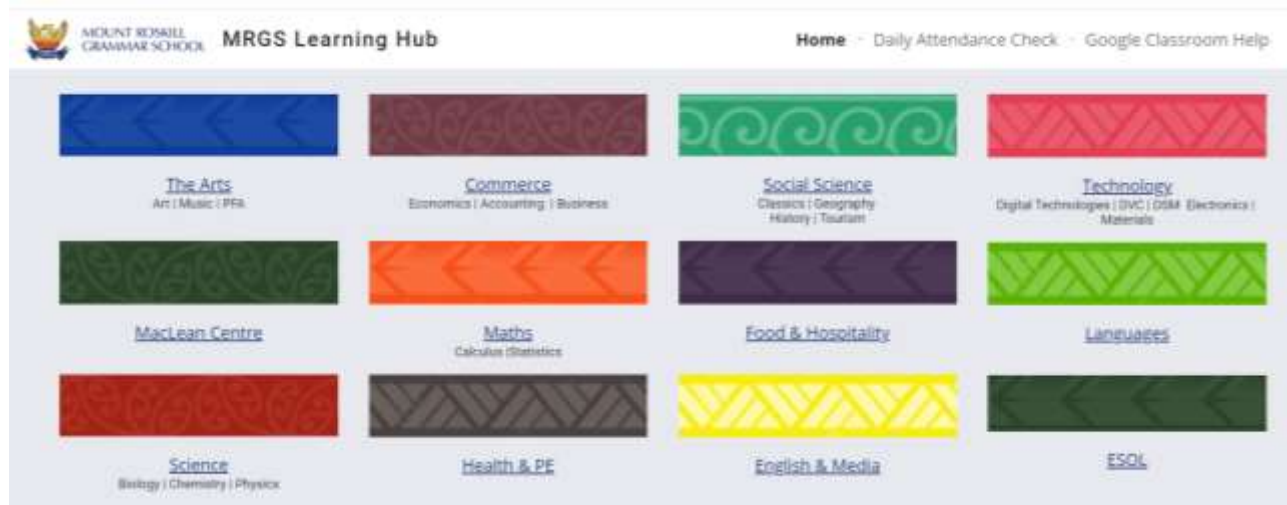 MOUNT ROSKILL
GRAMMAR SCHOOL
MRGS Learning Hub
Home - Daily Attendance Check - Google Classroom Help
The Arts
Art | Music | PFA
Commerce
Economics | Accounting | Business
Social Science
Classics | Geography
History | Tourism
Technology
Digital Technologies | DVC | DSM Electronics |
Materials
MacLean Centre
Maths
Calculus |Statistics
Food & Hospitality
Languages
Science
Biology | Chemistry | Physics
Health & PE
English & Media
ESOL